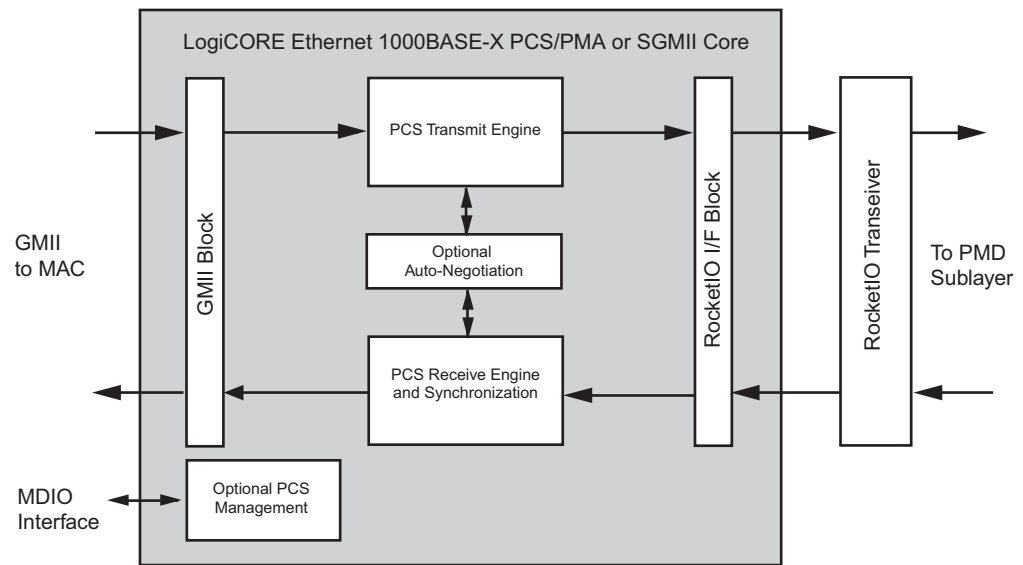 LogiCORE Ethernet 1000BASE-X PCS/PMA or SGMII Core
PCS Transmit Engine
GMII Block
RocketIO I/F Block
RocketIO Transeiver
GMII
to MAC
Optional
Auto-Negotiation
To PMD
Sublayer
PCS Receive Engine
and Synchronization
MDIO
Interface
Optional PCS
Management